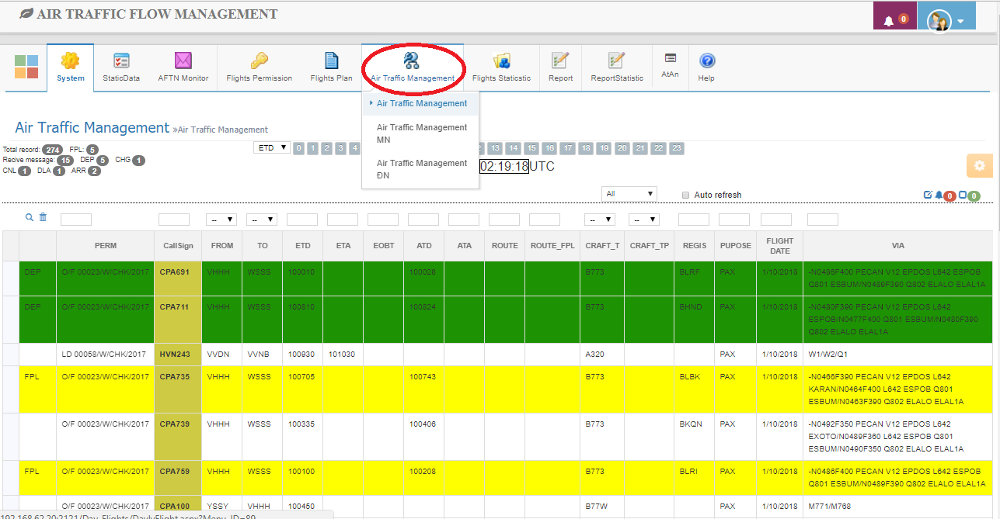 AIR TRAFFIC FLOW MANAGEMENT
0
System StaticData AFTN Monitor Flights Permission Flights Plan Air Traffic Management Flights Staticstic Report ReportStatistic AtAn Help
Air Traffic Management
Air Traffic Management
MN
Air Traffic Management
ĐN
Air Traffic Management »Air Traffic Management
Total record: 274 FPL: 5
Recive message: 15 DEP 5 CHG 1
CNL 1 DLA 1 ARR 2
ETD 0 1 2 3 4 13 14 15 16 17 18 19 20 21 22 23
02:19:18UTC
All Auto refresh 0 0
-- -- -- --
PERM CallSign FROM TO ETD ETA EOBT ATD ATA ROUTE ROUTE_FPL CRAFT_T CRAFT_TP REGIS PUPOSE FLIGHT DATE VIA
DEP O/F 00023/W/CHK/2017 CPA691 VHHH WSSS 100010 100028 B773 BLRF PAX 1/10/2018 -N0486F400 PECAN V12 EPDOS L642 ESPOB
Q801 ESBUM/N0489F390 Q802 ELALO ELAL1A
DEP O/F 00023/W/CHK/2017 CPA711 VHHH WSSS 100810 100824 B773 BHND PAX 1/10/2018 -N0480F390 PECAN V12 EPDOS L642
ESPOB/N0477F400 Q801 ESBUM/N0480F390
Q802 ELALO ELAL1A
LD 00058/W/CHK/2017 HVN243 VVDN VVNB 100930 101030 A320 PAX 1/10/2018 W1/W2/Q1
FPL O/F 00023/W/CHK/2017 CPA735 VHHH WSSS 100705 100743 B773 BLBK PAX 1/10/2018 -N0466F390 PECAN V12 EPDOS L642
KARAN/N0464F400 L642 ESPOB Q801
ESBUM/N0463F390 Q802 ELALO ELAL1A
O/F 00023/W/CHK/2017 CPA739 VHHH WSSS 100335 100406 B773 BKQN PAX 1/10/2018 -N0492F350 PECAN V12 EPDOS L642
EXOTO/N0489F360 L642 ESPOB Q801
ESBUM/N0490F350 Q802 ELALO ELAL1A
FPL O/F 00023/W/CHK/2017 CPA759 VHHH WSSS 100100 100208 B773 BLRI PAX 1/10/2018 -N0486F400 PECAN V12 EPDOS L642 ESPOB
Q801 ESBUM/N0489F390 Q802 ELALO ELAL1A
O/F 00023/W/CHK/2017 CPA100 YSSY VHHH 100450 B77W PAX 1/10/2018 M771/M768